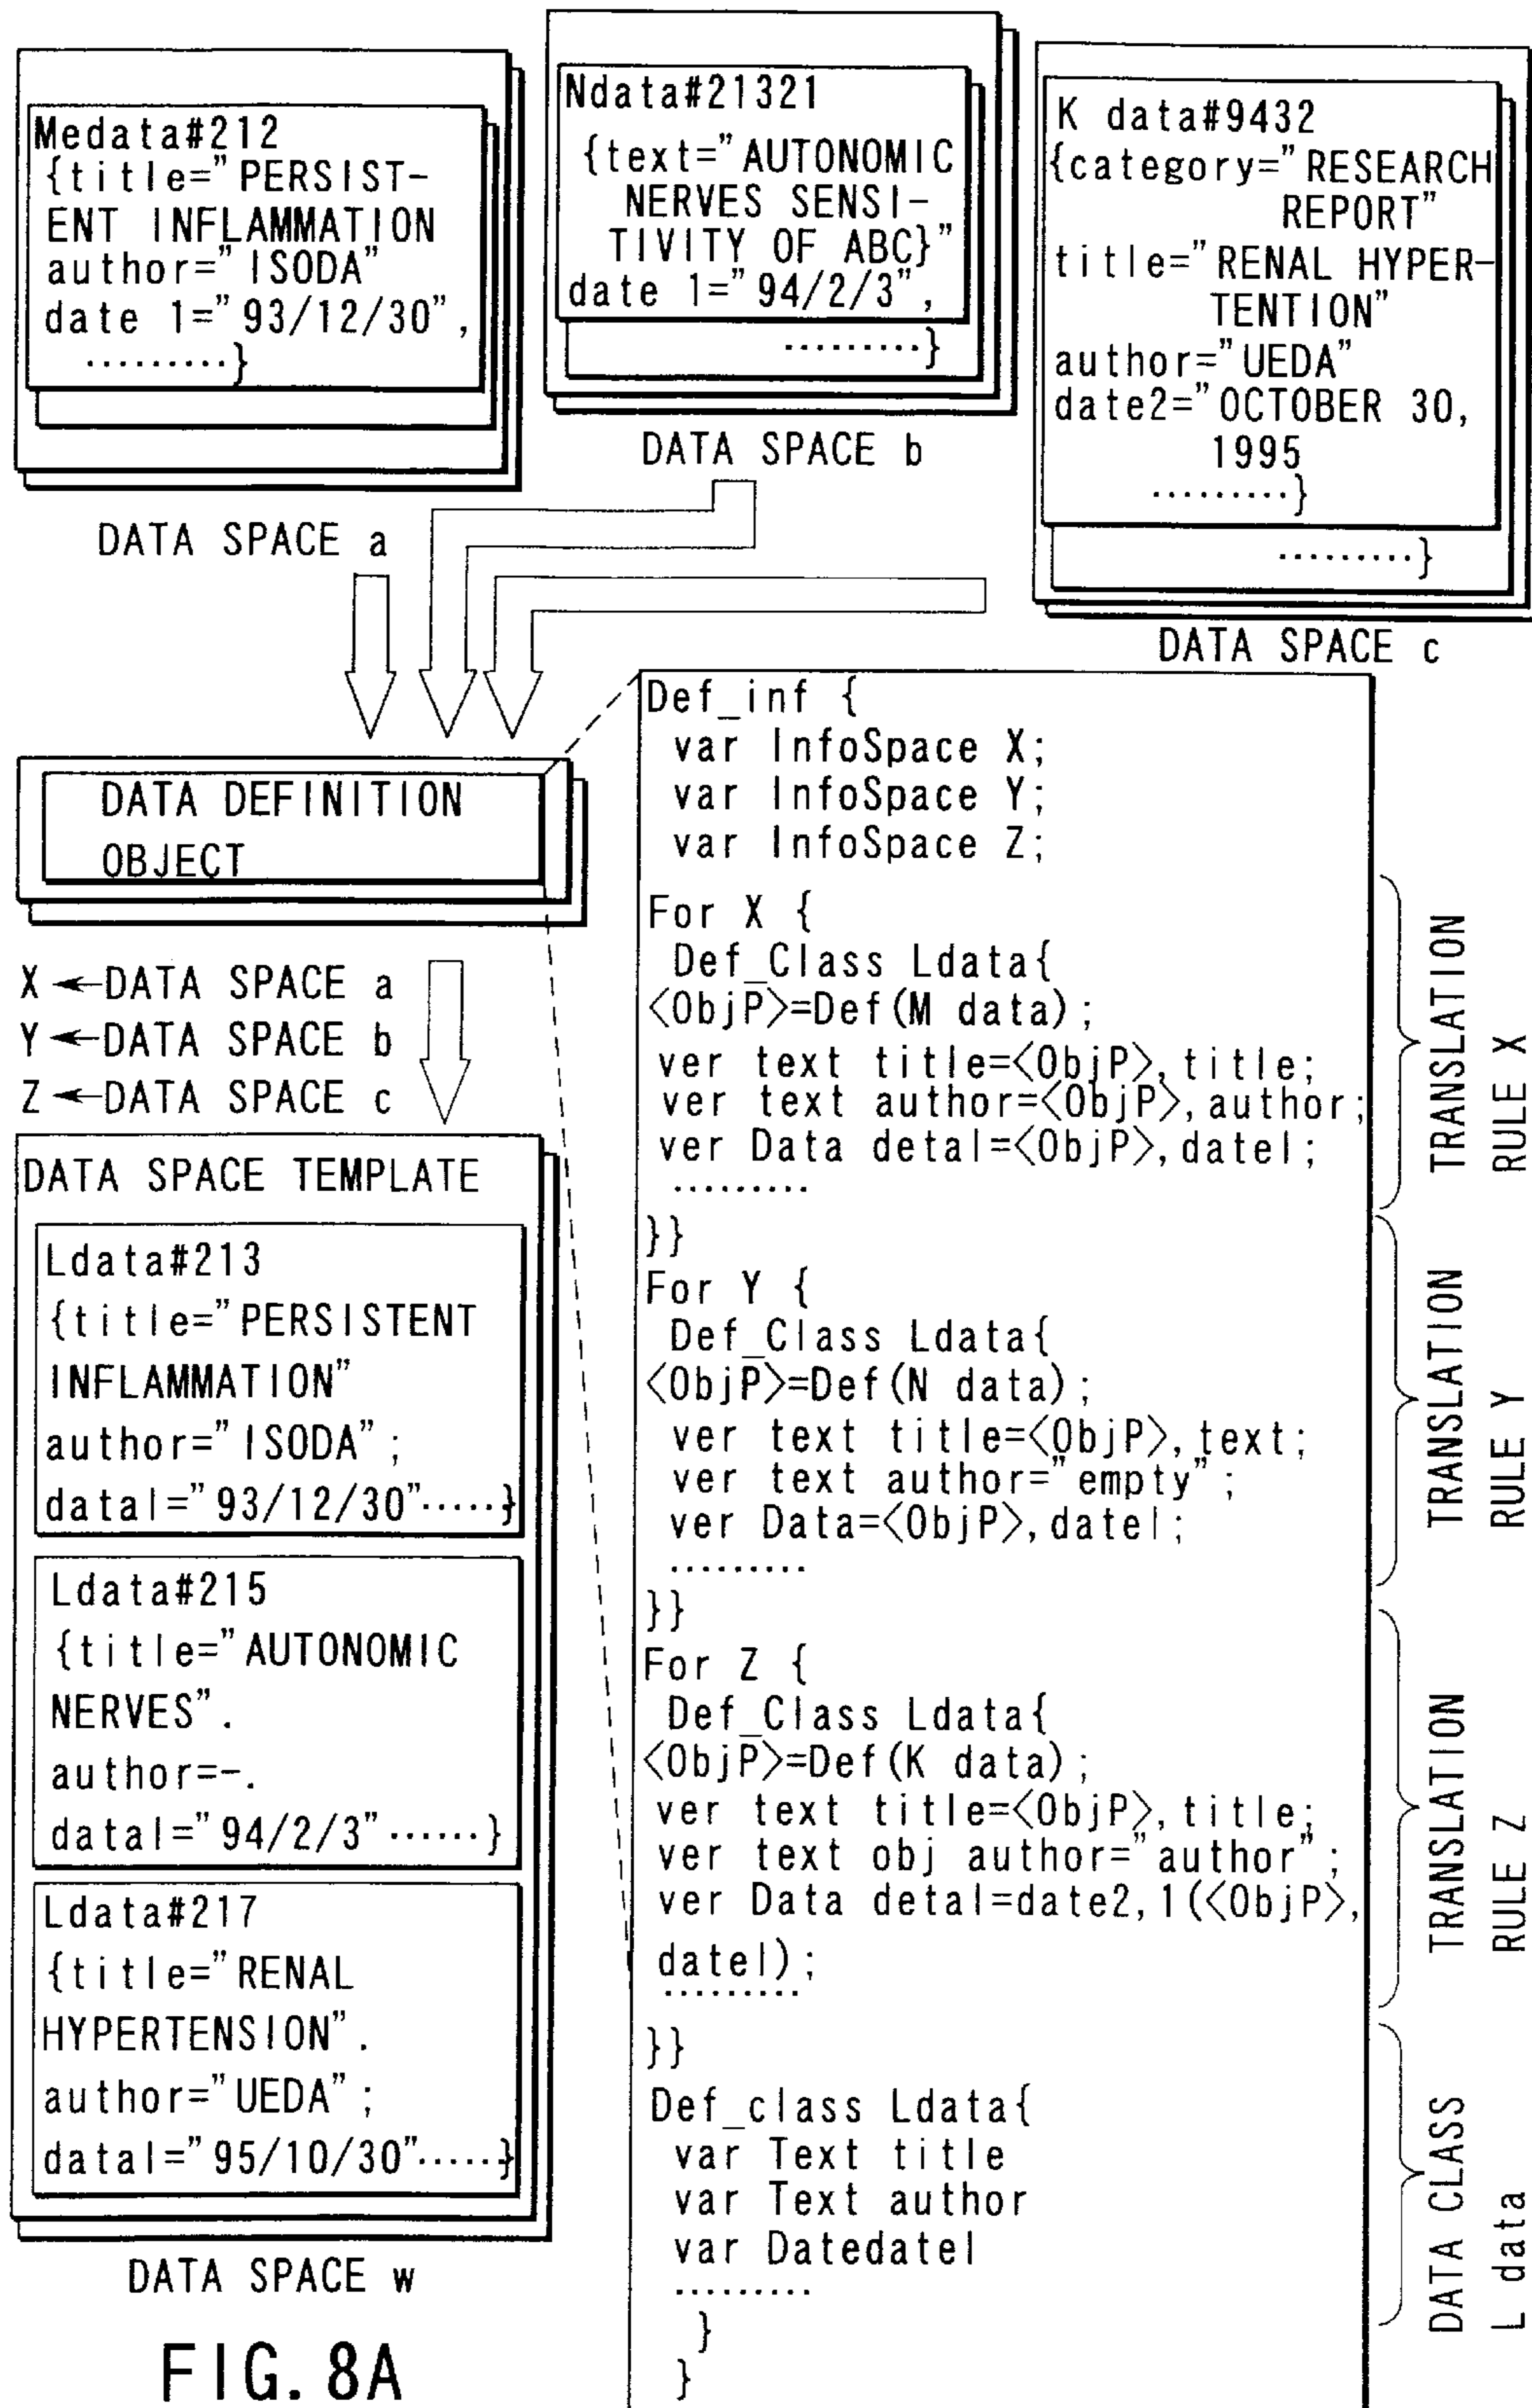 Medata#212
{title="PERSIST-
ENT INFLAMMATION
author="ISODA"
date 1="93/12/30",
.........}
DATA SPACE a
Ndata#21321
{text="AUTONOMIC
NERVES SENSI-
TIVITY OF ABC}"
date 1="94/2/3",
.........}
DATA SPACE b
K data#9432
{category="RESEARCH
REPORT"
title="RENAL HYPER-
TENTION"
author="UEDA"
date2="OCTOBER 30,
1995
.........}
.........}
DATA SPACE c
DATA DEFINITION
OBJECT
X←DATA SPACE a
Y←DATA SPACE b
Z←DATA SPACE c
DATA SPACE TEMPLATE
Ldata#213
{title="PERSISTENT
INFLAMMATION"
author="ISODA";
datal="93/12/30".....}
Ldata#215
{title="AUTONOMIC
NERVES".
author=-.
datal="94/2/3"......}
Ldata#217
{title="RENAL
HYPERTENSION".
author="UEDA";
datal="95/10/30".....}
DATA SPACE w
Def_inf {
var InfoSpace X;
var InfoSpace Y;
var InfoSpace Z;
For X {
Def_Class Ldata{
<ObjP>=Def(M data);
ver text title=<ObjP>,title;
ver text author=<ObjP>,author;
ver Data detal=<ObjP>,datel;
.........
}}
For Y {
Def_Class Ldata{
<ObjP>=Def(N data);
ver text title=<ObjP>,text;
ver text author="empty";
ver Data=<ObjP>,datel;
.........
}}
For Z {
Def_Class Ldata{
<ObjP>=Def(K data);
ver text title=<ObjP>,title;
ver text obj author="author";
ver Data detal=date2,1(<ObjP>,
datel);
.........
}}
Def_class Ldata{
var Text title
var Text author
var Datedatel
.........
}
}
TRANSLATION
RULE X
TRANSLATION
RULE Y
TRANSLATION
RULE Z
DATA CLASS
L data
FIG. 8A